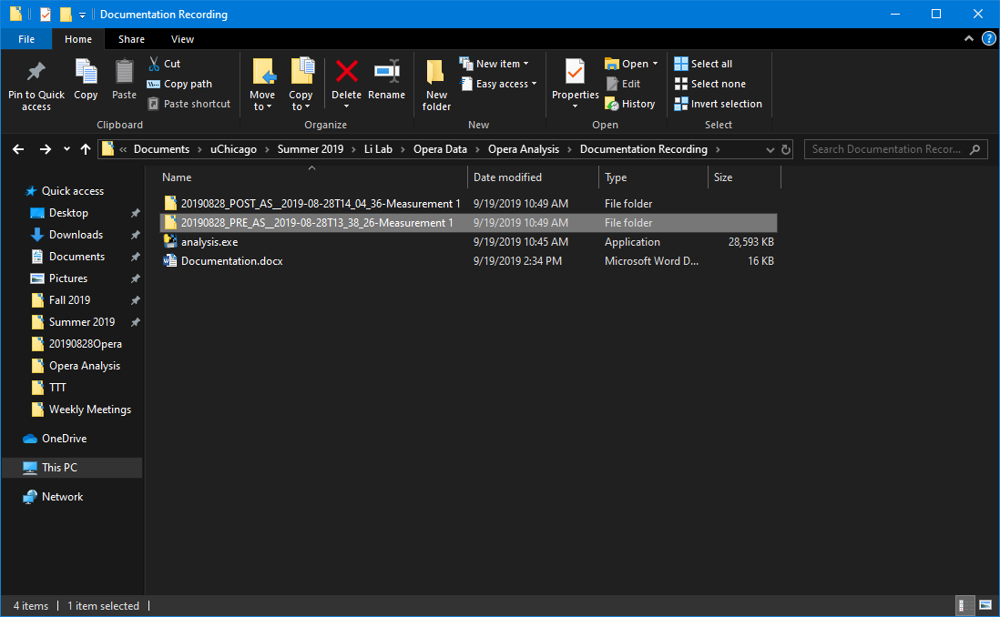 Documentation Recording
File Home Share View
Pin to Quick access
Copy
Paste
Cut
Copy path
Paste shortcut
Clipboard
Move to
Copy to
Delete
Rename
Organize
New folder
New item
Easy access
New
Properties
Open
Edit
History
Open
Select all
Select none
Invert selection
Select
« Documents > uChicago > Summer 2019 > Li Lab > Opera Data > Opera Analysis > Documentation Recording >
Search Documentation Recor...
Name Date modified Type Size
20190828_POST_AS__2019-08-28T14_04_36-Measurement 1 9/19/2019 10:49 AM File folder
20190828_PRE_AS__2019-08-28T13_38_26-Measurement 1 9/19/2019 10:49 AM File folder
analysis.exe 9/19/2019 10:45 AM Application 28,593 KB
Documentation.docx 9/19/2019 2:34 PM Microsoft Word D... 16 KB
Quick access
Desktop
Downloads
Documents
Pictures
Fall 2019
Summer 2019
20190828Opera
Opera Analysis
TTT
Weekly Meetings
OneDrive
This PC
Network
4 items 1 item selected